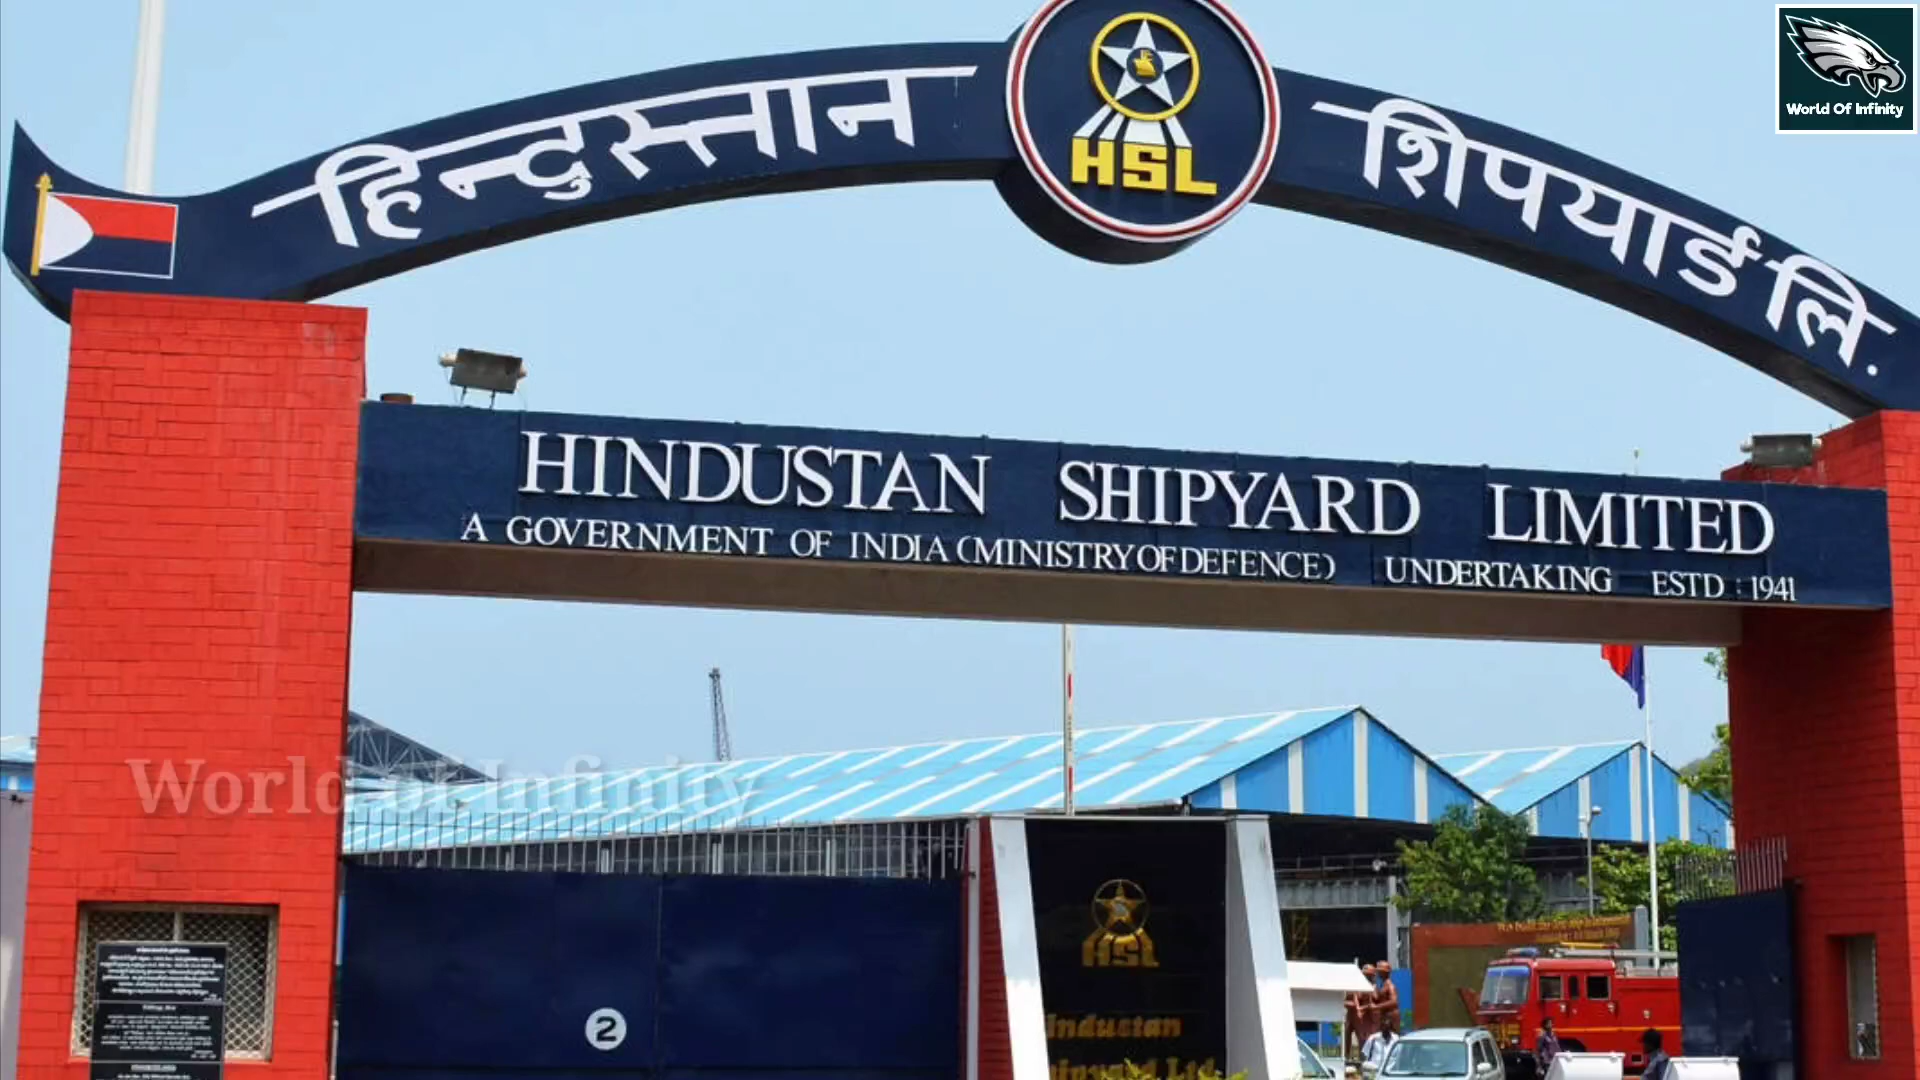 World Of Infinity
हिन्दुस्तान शिपयार्ड लि.
HSL
HINDUSTAN SHIPYARD LIMITED
A GOVERNMENT OF INDIA (MINISTRY OF DEFENCE) UNDERTAKING ESTD : 1941
World of Infinity
HSL
2